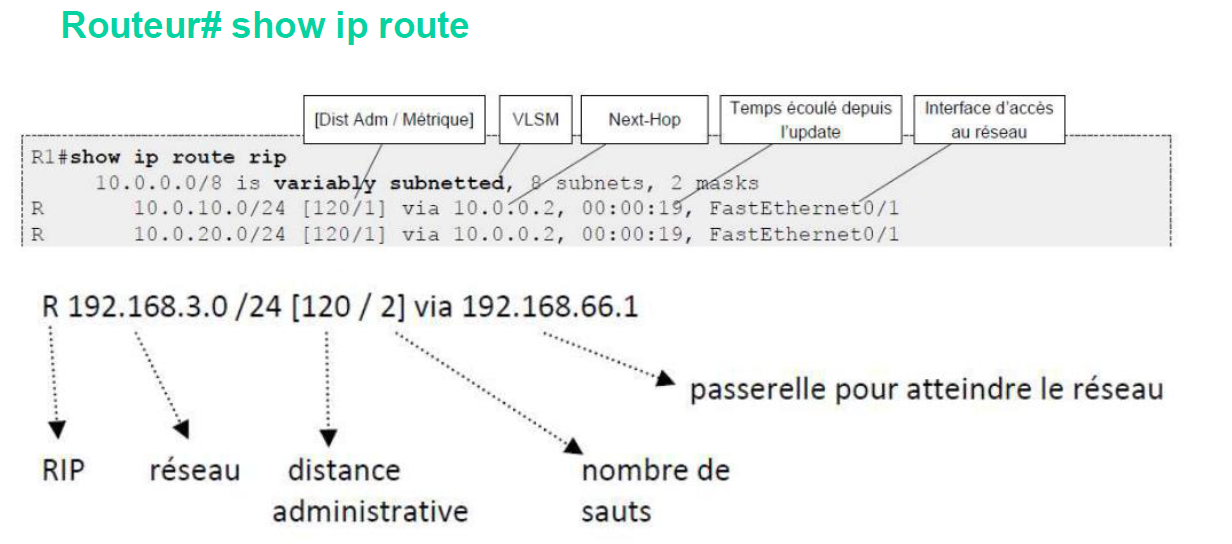 Routeur# show ip route
[Dist Adm / Métrique]
VLSM
Next-Hop
Temps écoulé depuis
l'update
Interface d'accès
au réseau
R1#show ip route rip
10.0.0.0/8 is variably subnetted, 8 subnets, 2 masks
R 10.0.10.0/24 [120/1] via 10.0.0.2, 00:00:19, FastEthernet0/1
R 10.0.20.0/24 [120/1] via 10.0.0.2, 00:00:19, FastEthernet0/1
R 192.168.3.0 /24 [120 / 2] via 192.168.66.1
passerelle pour atteindre le réseau
RIP
réseau
distance
administrative
nombre de
sauts